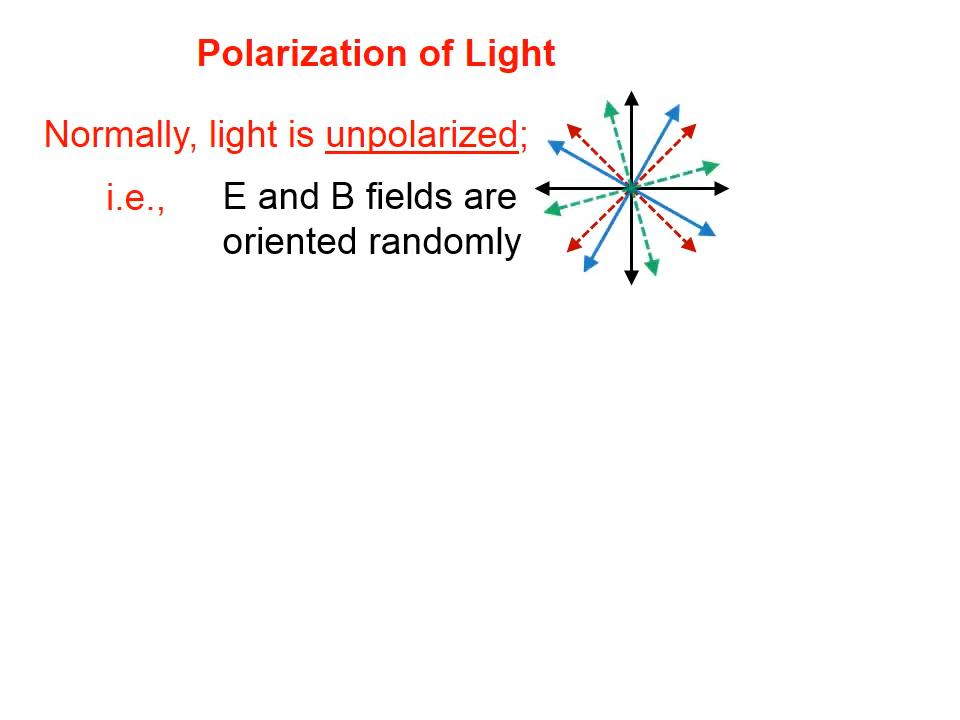 Polarization of Light
Normally, light is unpolarized;
i.e., E and B fields are
oriented randomly